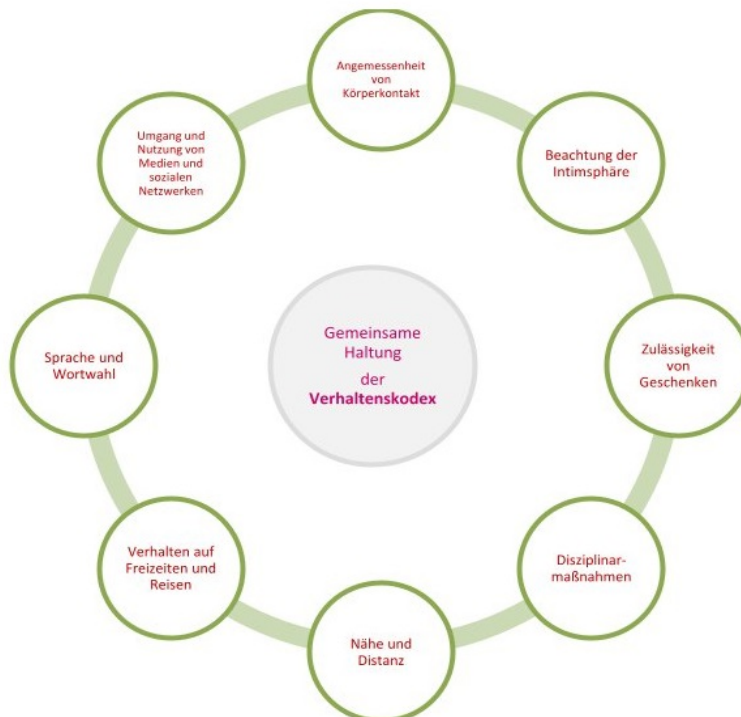 Angemessenheit
von
Körperkontakt
Beachtung der
Intimsphäre
Zulässigkeit
von
Geschenken
Disziplinar-
maßnahmen
Nähe und
Distanz
Verhalten auf
Freizeiten und
Reisen
Sprache und
Wortwahl
Umgang und
Nutzung von
Medien und
sozialen
Netzwerken
Gemeinsame
Haltung
der
Verhaltenskodex